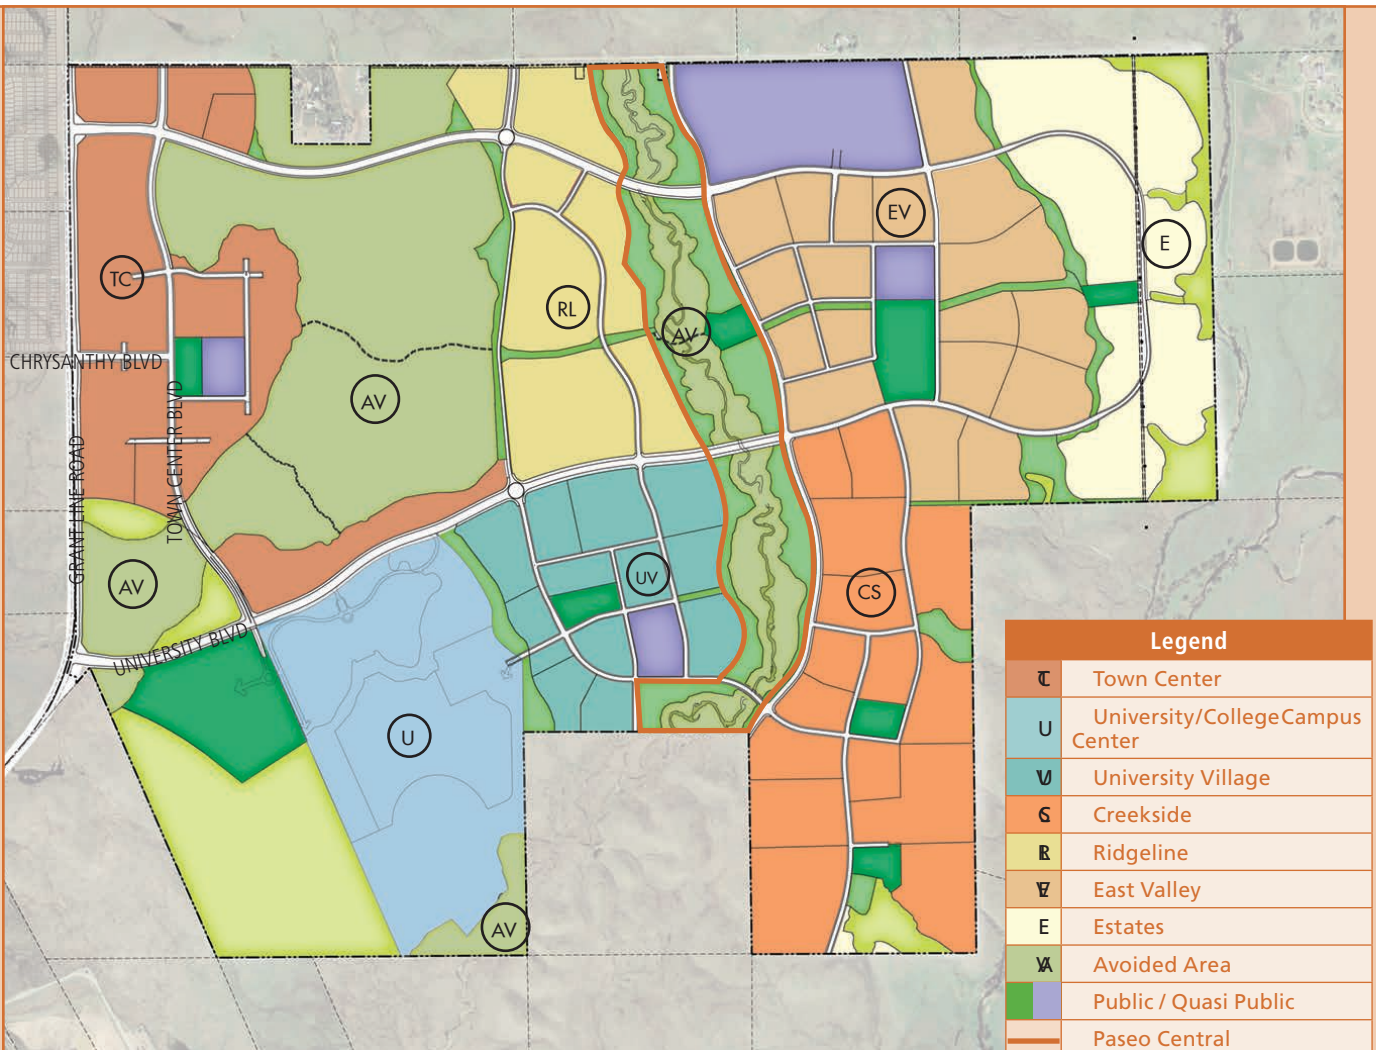 EV
E
TC
RL
AV
CHRYSANTHY BLVD
AV
TOWN CENTER BLVD
GRANT LINE ROAD
AV
UV
CS
UNIVERSITY BLVD
U
AV
Legend
TC Town Center
U University/College Campus
Center
UV University Village
CS Creekside
RL Ridgeline
EV East Valley
E Estates
AV Avoided Area
Public / Quasi Public
Paseo Central